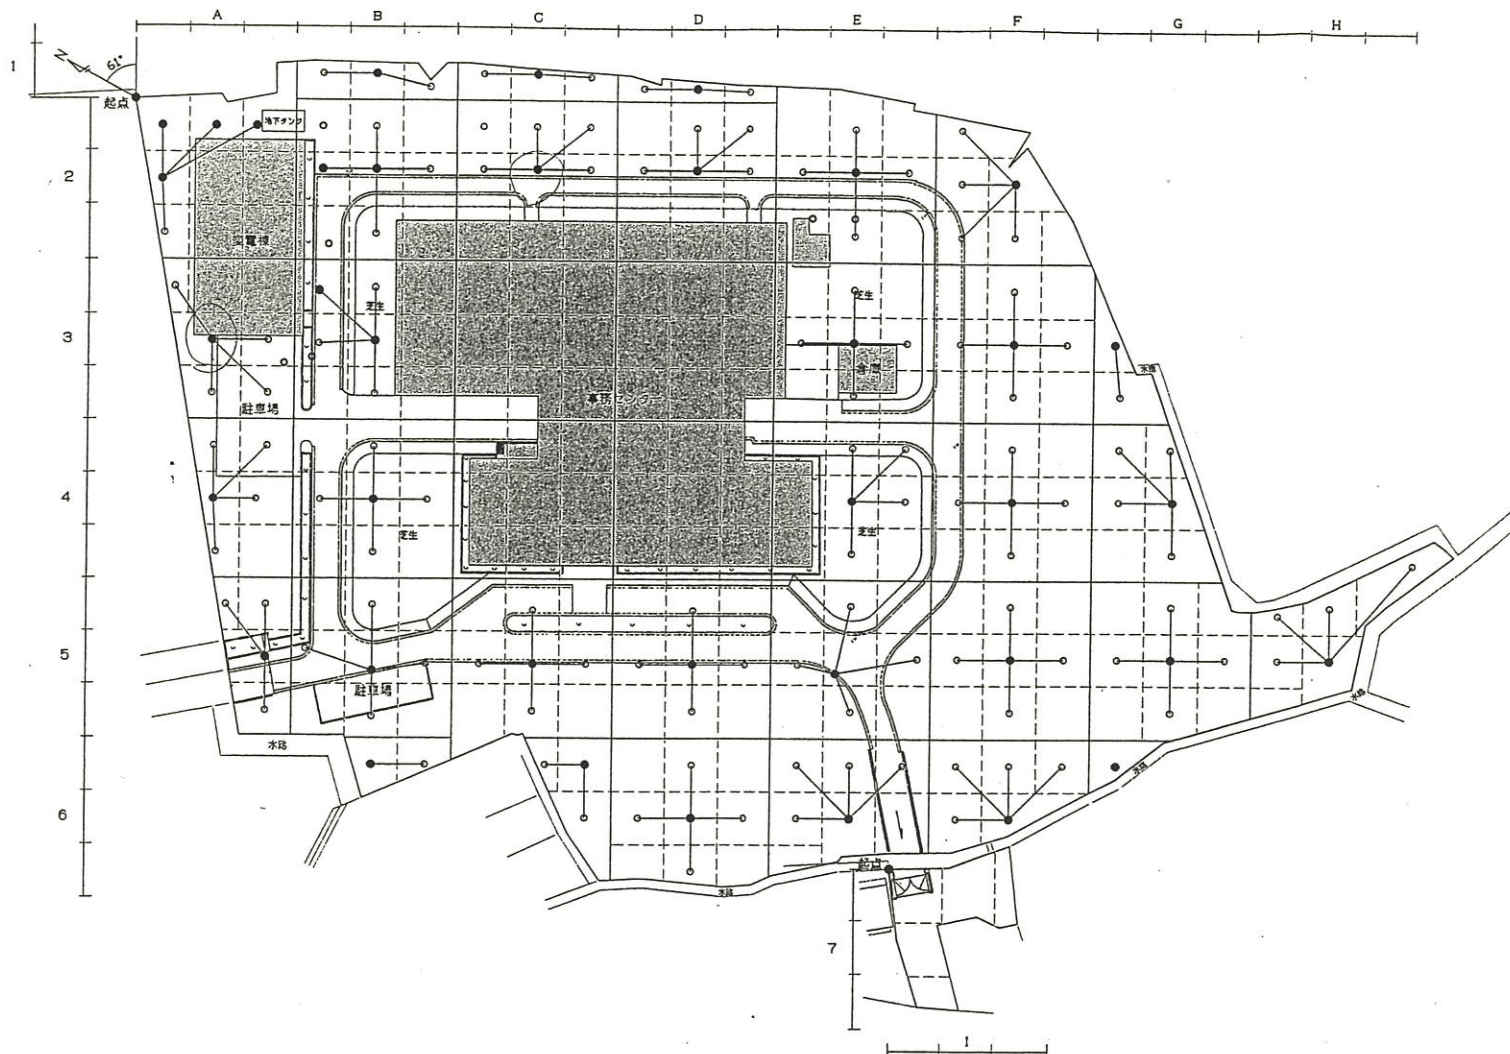 A B C D E F G H
1
N
61°
起点
地下タンク
2
受電棟
芝生
芝生
3
倉庫
水路
事務センター
駐車場
4
芝生
芝生
5
駐車場
水路
水路
水路
6
起点
水路
7
I